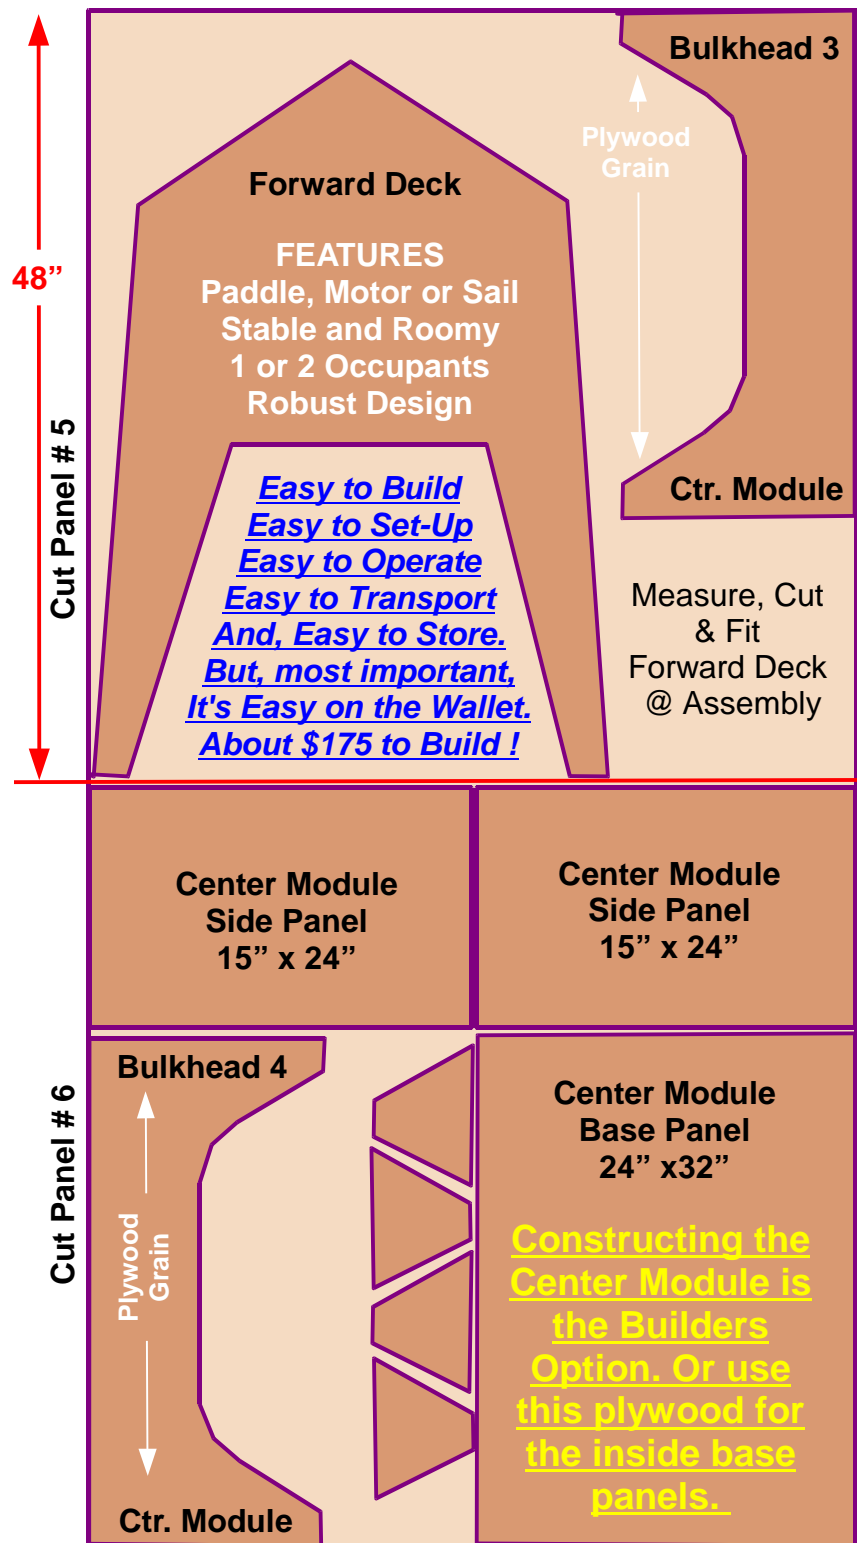 Bulkhead 3
Plywood
Grain
Forward Deck
FEATURES
Paddle, Motor or Sail
Stable and Roomy
1 or 2 Occupants
Robust Design
48”
Cut Panel # 5
Easy to Build
Easy to Set-Up
Easy to Operate
Easy to Transport
And, Easy to Store.
But, most important,
It's Easy on the Wallet.
About $175 to Build !
Ctr. Module
Measure, Cut
& Fit
Forward Deck
@ Assembly
Center Module
Side Panel
15” x 24”
Center Module
Side Panel
15” x 24”
Cut Panel # 6
Bulkhead 4
Plywood
Grain
Ctr. Module
Center Module
Base Panel
24” x32”
Constructing the
Center Module is
the Builders
Option. Or use
this plywood for
the inside base
panels.